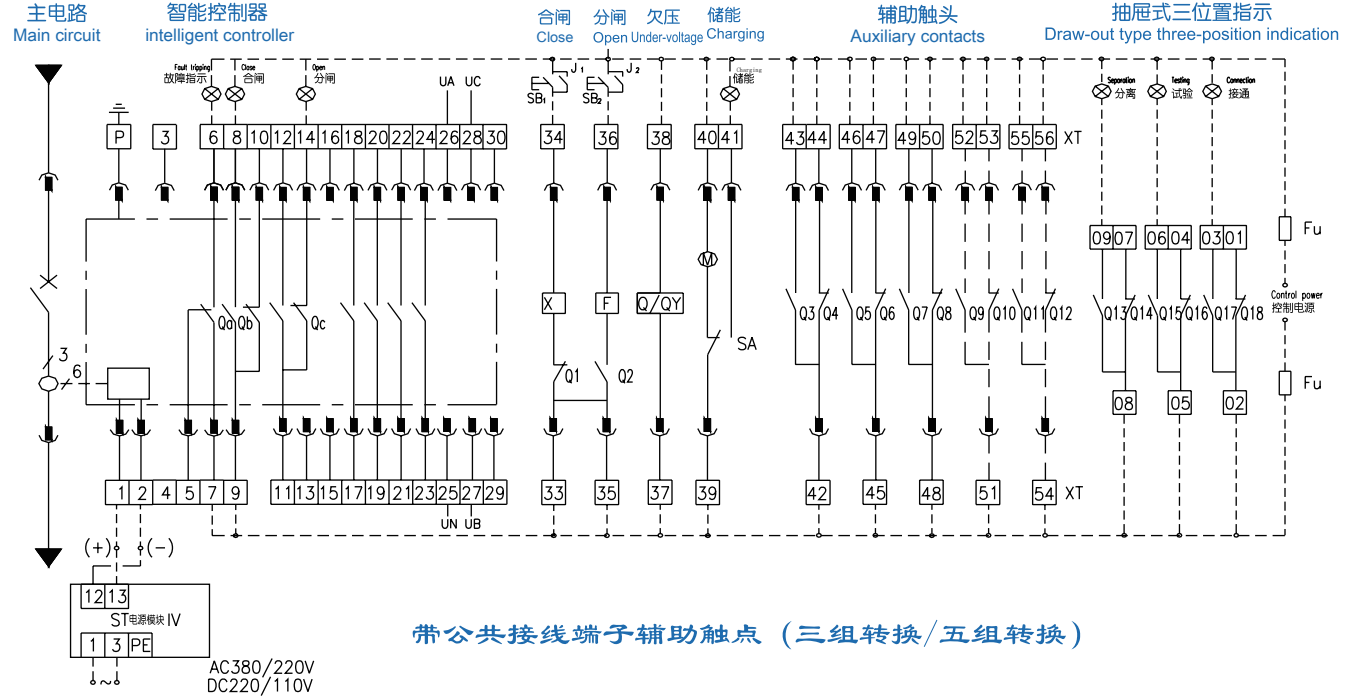 主电路 智能控制器 合闸 分闸 欠压 储能 辅助触头 抽屉式三位置指示
Main circuit intelligent controller Close Open Under-voltage Charging Auxiliary contacts Draw-out type three-position indication
Fault tripping Close Open J1 J2 Charging Separation Testing Connection
故障指示 合闸 分闸 UA UC SB1 SB2 储能 分离 试验 接通
P 3 6 8 10 12 14 16 18 20 22 24 26 28 30 34 36 38 40 41 43 44 46 47 49 50 52 53 55 56 XT
Fu
09 07 06 04 03 01
M
Control power
控制电源
X F Q/QY Q3 Q4 Q5 Q6 Q7 Q8 Q9 Q10 Q11 Q12 Q13 Q14 Q15 Q16 Q17 Q18
Qa Qb Qc
SA
3
6 Q1 Q2 Fu
08 05 02
1 2 4 5 7 9 11 13 15 17 19 21 23 25 27 29 33 35 37 39 42 45 48 51 54 XT
UN UB
(+) (-)
12 13
ST电源模块 IV
1 3 PE
~
AC380/220V
DC220/110V
带公共接线端子辅助触点 (三组转换/五组转换)